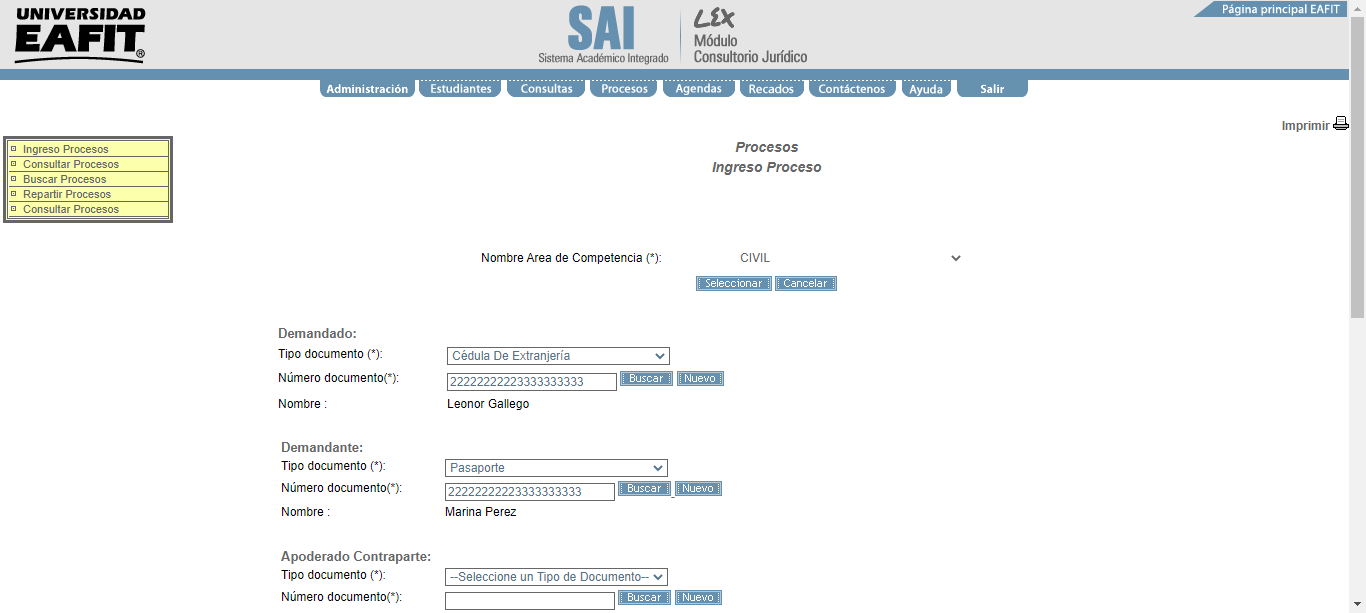 UNIVERSIDAD
EAFIT®
SAI
Sistema Académico Integrado
LEX
Módulo
Consultorio Jurídico
Página principal EAFIT
Administración Estudiantes Consultas Procesos Agendas Recados Contáctenos Ayuda Salir
Imprimir
Ingreso Procesos
Consultar Procesos
Buscar Procesos
Repartir Procesos
Consultar Procesos
Procesos
Ingreso Proceso
Nombre Area de Competencia (*): CIVIL
Seleccionar Cancelar
Demandado:
Tipo documento (*): Cédula De Extranjería
Número documento(*): 22222222223333333333 Buscar Nuevo
Nombre : Leonor Gallego
Demandante:
Tipo documento (*): Pasaporte
Número documento(*): 22222222223333333333 Buscar Nuevo
Nombre : Marina Perez
Apoderado Contraparte:
Tipo documento (*): --Seleccione un Tipo de Documento--
Número documento(*): Buscar Nuevo